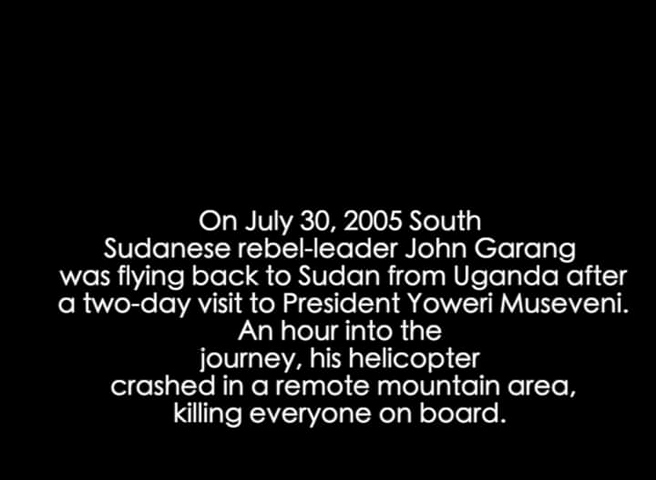 On July 30, 2005 South
Sudanese rebel-leader John Garang
was flying back to Sudan from Uganda after
a two-day visit to President Yoweri Museveni.
An hour into the
journey, his helicopter
crashed in a remote mountain area,
killing everyone on board.